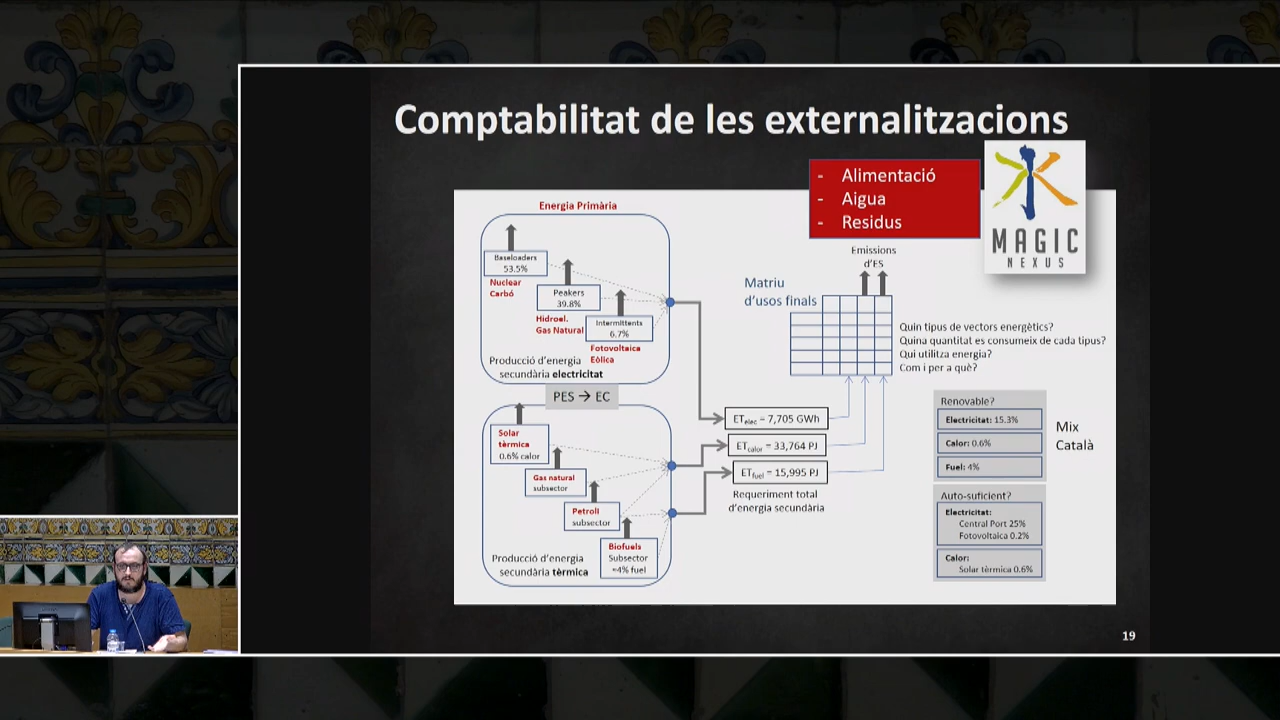 Comptabilitat de les externalitzacions
- Alimentació
- Aigua
- Residus
MAGIC
NEXUS
Energia Primària
Baseloaders
53.5%
Nuclear
Carbó
Peakers
39.8%
Hidroel.
Gas Natural
Intermittents
6.7%
Fotovoltaica
Eòlica
Producció d'energia
secundària electricitat
PES → EC
Solar
tèrmica
0.6% calor
Gas natural
subsector
Petroli
subsector
Biofuels
Subsector
≈4% fuel
Producció d'energia
secundària tèrmica
Emissions
d'ES
Matriu
d'usos finals
Quin tipus de vectors energètics?
Quina quantitat es consumeix de cada tipus?
Qui utilitza energia?
Com i per a què?
ETelec = 7,705 GWh
ETcalor = 33,764 PJ
ETfuel = 15,995 PJ
Requeriment total
d'energia secundària
Renovable?
Electricitat: 15.3%
Calor: 0.6%
Fuel: 4%
Mix
Català
Auto-suficient?
Electricitat:
Central Port 25%
Fotovoltaica 0.2%
Calor:
Solar tèrmica 0.6%
19